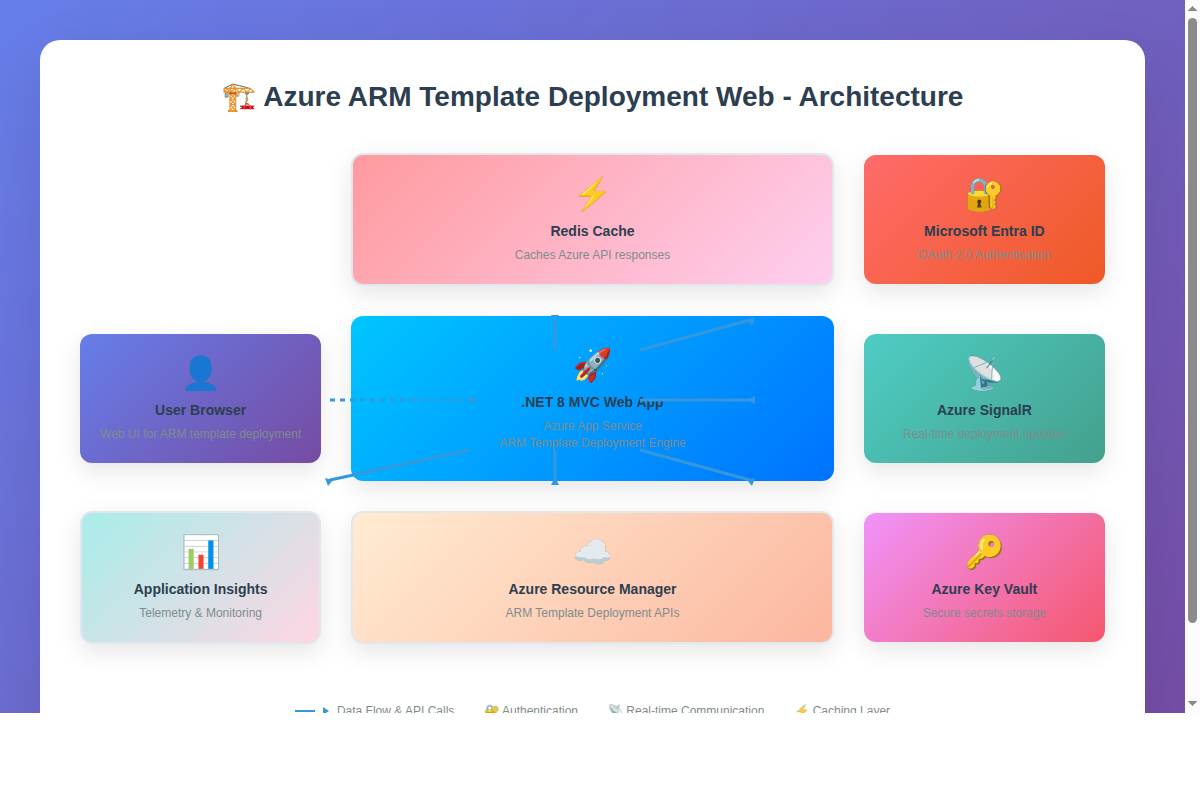 Azure ARM Template Deployment Web - Architecture
Redis Cache
Caches Azure API responses
Microsoft Entra ID
OAuth 2.0 Authentication
User Browser
Web UI for ARM template deployment
.NET 8 MVC Web App
Azure App Service
ARM Template Deployment Engine
Azure SignalR
Real-time deployment updates
Application Insights
Telemetry & Monitoring
Azure Resource Manager
ARM Template Deployment APIs
Azure Key Vault
Secure secrets storage
Data Flow & API Calls
Authentication
Real-time Communication
Caching Layer